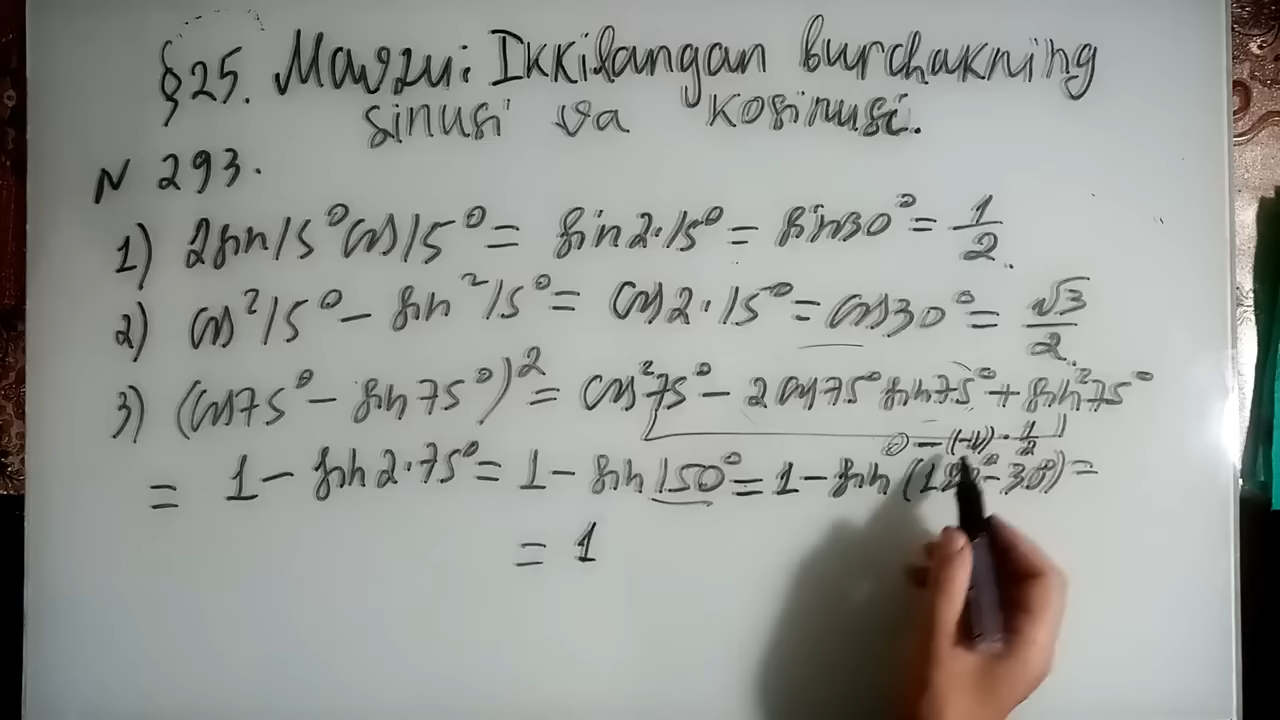 §25. Mavzu: Ikkilangan burchakning
sinusi va kosinusi.
N 293.
1) 2sin15°cos15° = sin2·15° = sin30° = 1/2.
2) cos²15° - sin²15° = cos2·15° = cos30° = √3/2.
3) (cos75° - sin75°)² = cos²75° - 2cos75°sin75° + sin²75°
= 1 - sin2·75° = 1 - sin150° = 1 - sin(180° - 30°) =
= 1